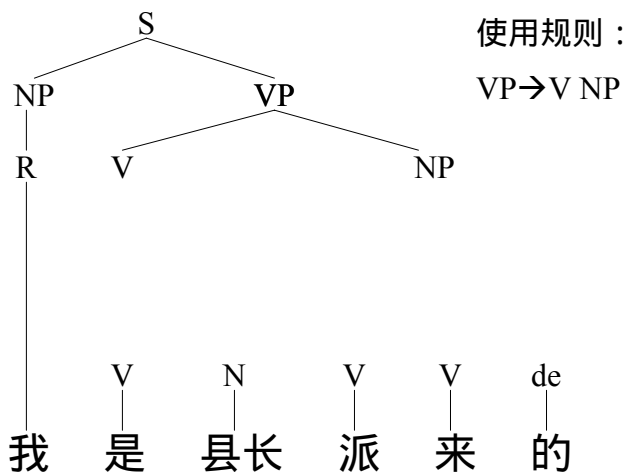 S
使用规则：
NP VP
VP→V NP
R V NP
V N V V de
我 是 县长 派 来 的